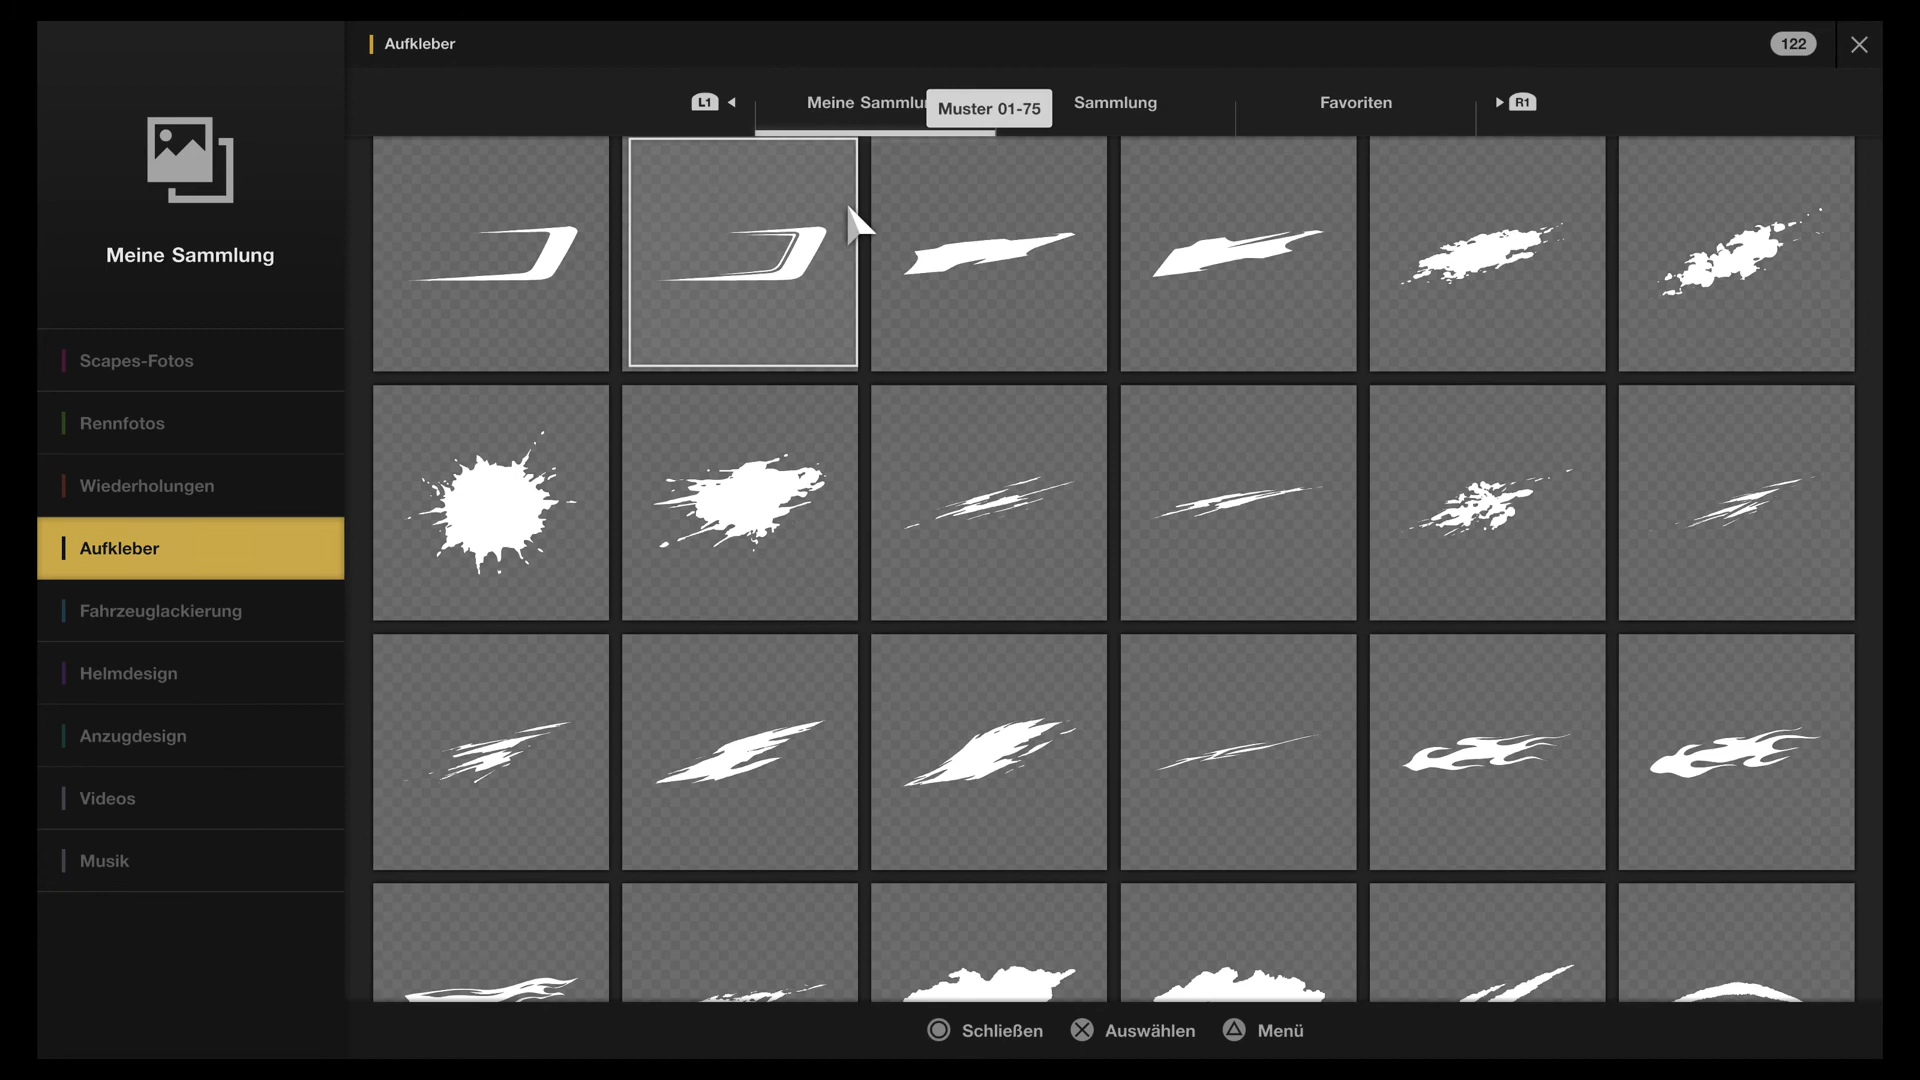 Aufkleber
122
L1
Meine Sammlu
Muster 01-75
Sammlung
Favoriten
R1
Meine Sammlung
Scapes-Fotos
Rennfotos
Wiederholungen
Aufkleber
Fahrzeuglackierung
Helmdesign
Anzugdesign
Videos
Musik
Schließen
Auswählen
Menü